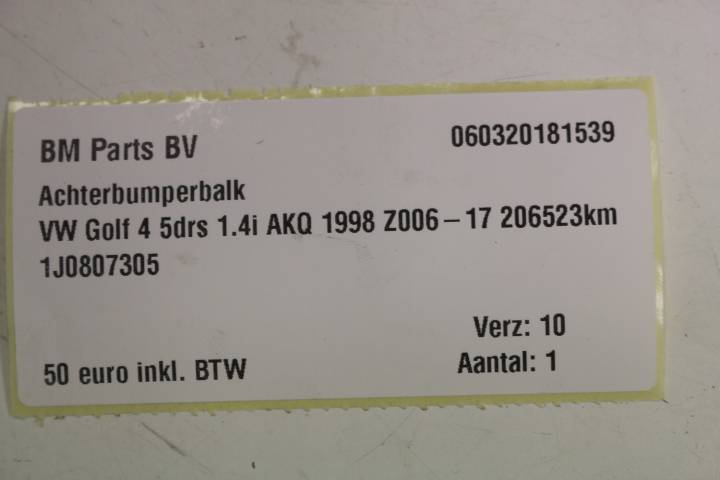 BM Parts BV 060320181539
Achterbumperbalk
VW Golf 4 5drs 1.4i AKQ 1998 Z006-17 206523km
1J0807305
Verz: 10
50 euro inkl. BTW Aantal: 1